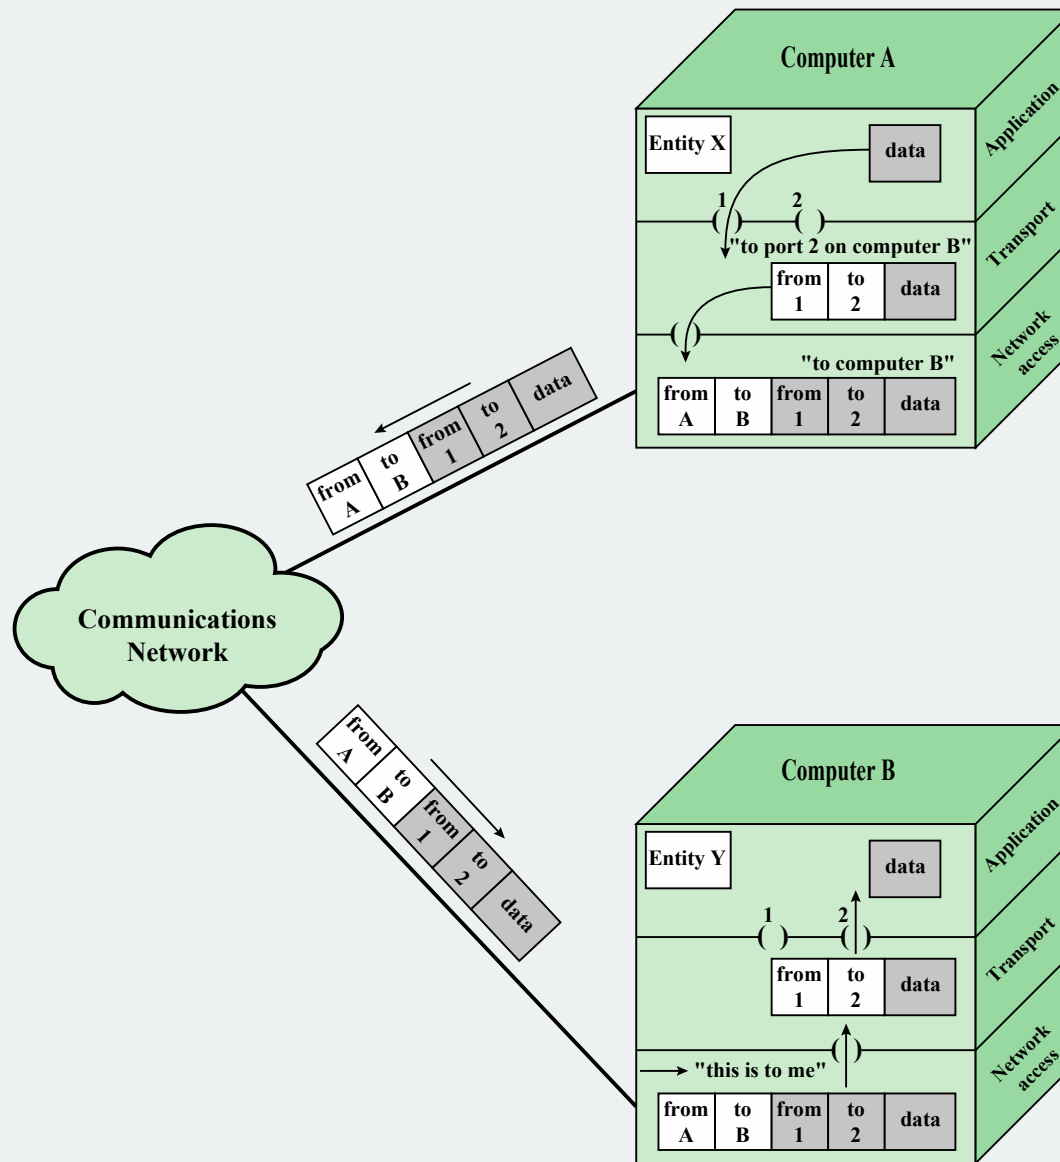 Computer A
Application
Entity X
data
1 2
Transport
"to port 2 on computer B"
from to data
1 2
Network
access
"to computer B"
from to from to data
A B 1 2
from to from to data
A B 1 2
Communications
Network
from to from to data
A B 1 2
Computer B
Application
Entity Y
data
1 2
Transport
from to data
1 2
Network
access
"this is to me"
from to from to data
A B 1 2